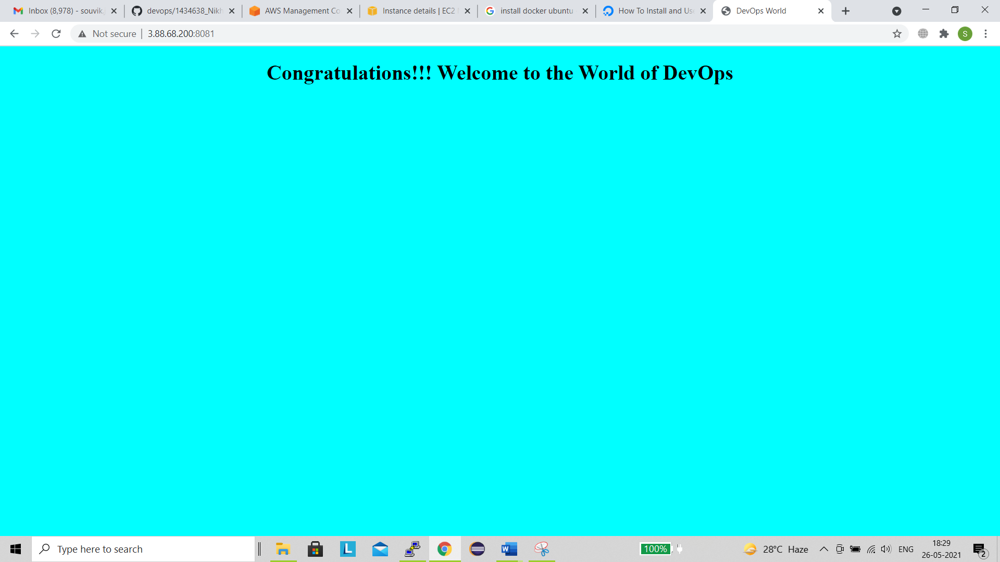 Inbox (8,978) - souvik.j
devops/1434638_Nikh
AWS Management Co
Instance details | EC2
install docker ubuntu
How To Install and Use
DevOps World
Not secure
3.88.68.200:8081
S
Congratulations!!! Welcome to the World of DevOps
Type here to search
L
W
100%
28°C Haze
ENG
18:29
26-05-2021
2